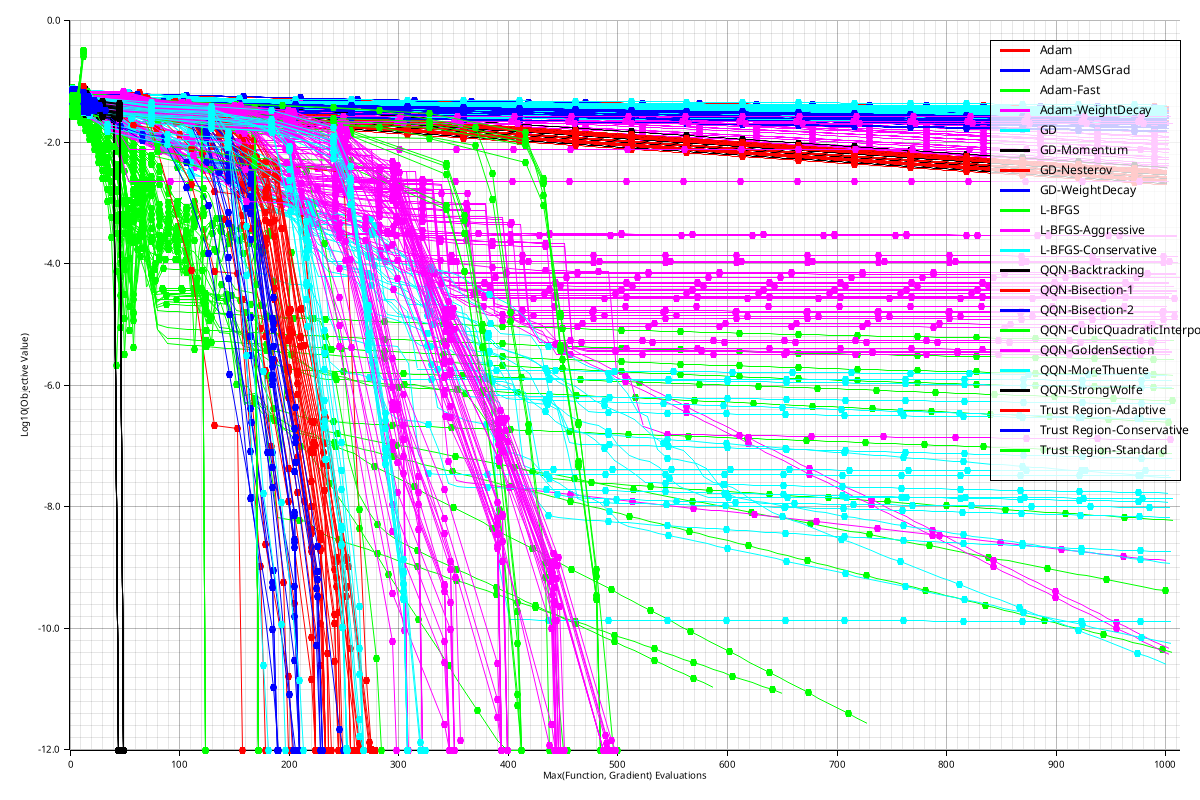 0.0
-2.0
-4.0
-6.0
-8.0
-10.0
-12.0
Log10(Objective Value)
0 100 200 300 400 500 600 700 800 900 1000
Max(Function, Gradient) Evaluations
Adam
Adam-AMSGrad
Adam-Fast
Adam-WeightDecay
GD
GD-Momentum
GD-Nesterov
GD-WeightDecay
L-BFGS
L-BFGS-Aggressive
L-BFGS-Conservative
QQN-Backtracking
QQN-Bisection-1
QQN-Bisection-2
QQN-CubicQuadraticInterpo
QQN-GoldenSection
QQN-MoreThuente
QQN-StrongWolfe
Trust Region-Adaptive
Trust Region-Conservative
Trust Region-Standard